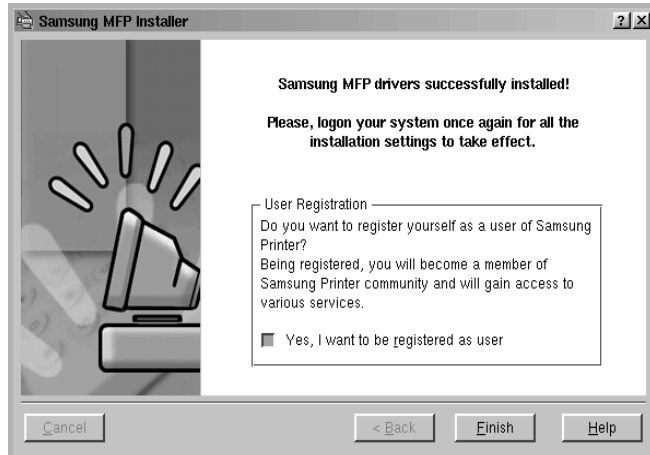 Samsung MFP Installer
Samsung MFP drivers successfully installed!
Please, logon your system once again for all the
installation settings to take effect.
User Registration
Do you want to register yourself as a user of Samsung
Printer?
Being registered, you will become a member of
Samsung Printer community and will gain access to
various services.
Yes, I want to be registered as user
Cancel
< Back
Finish
Help